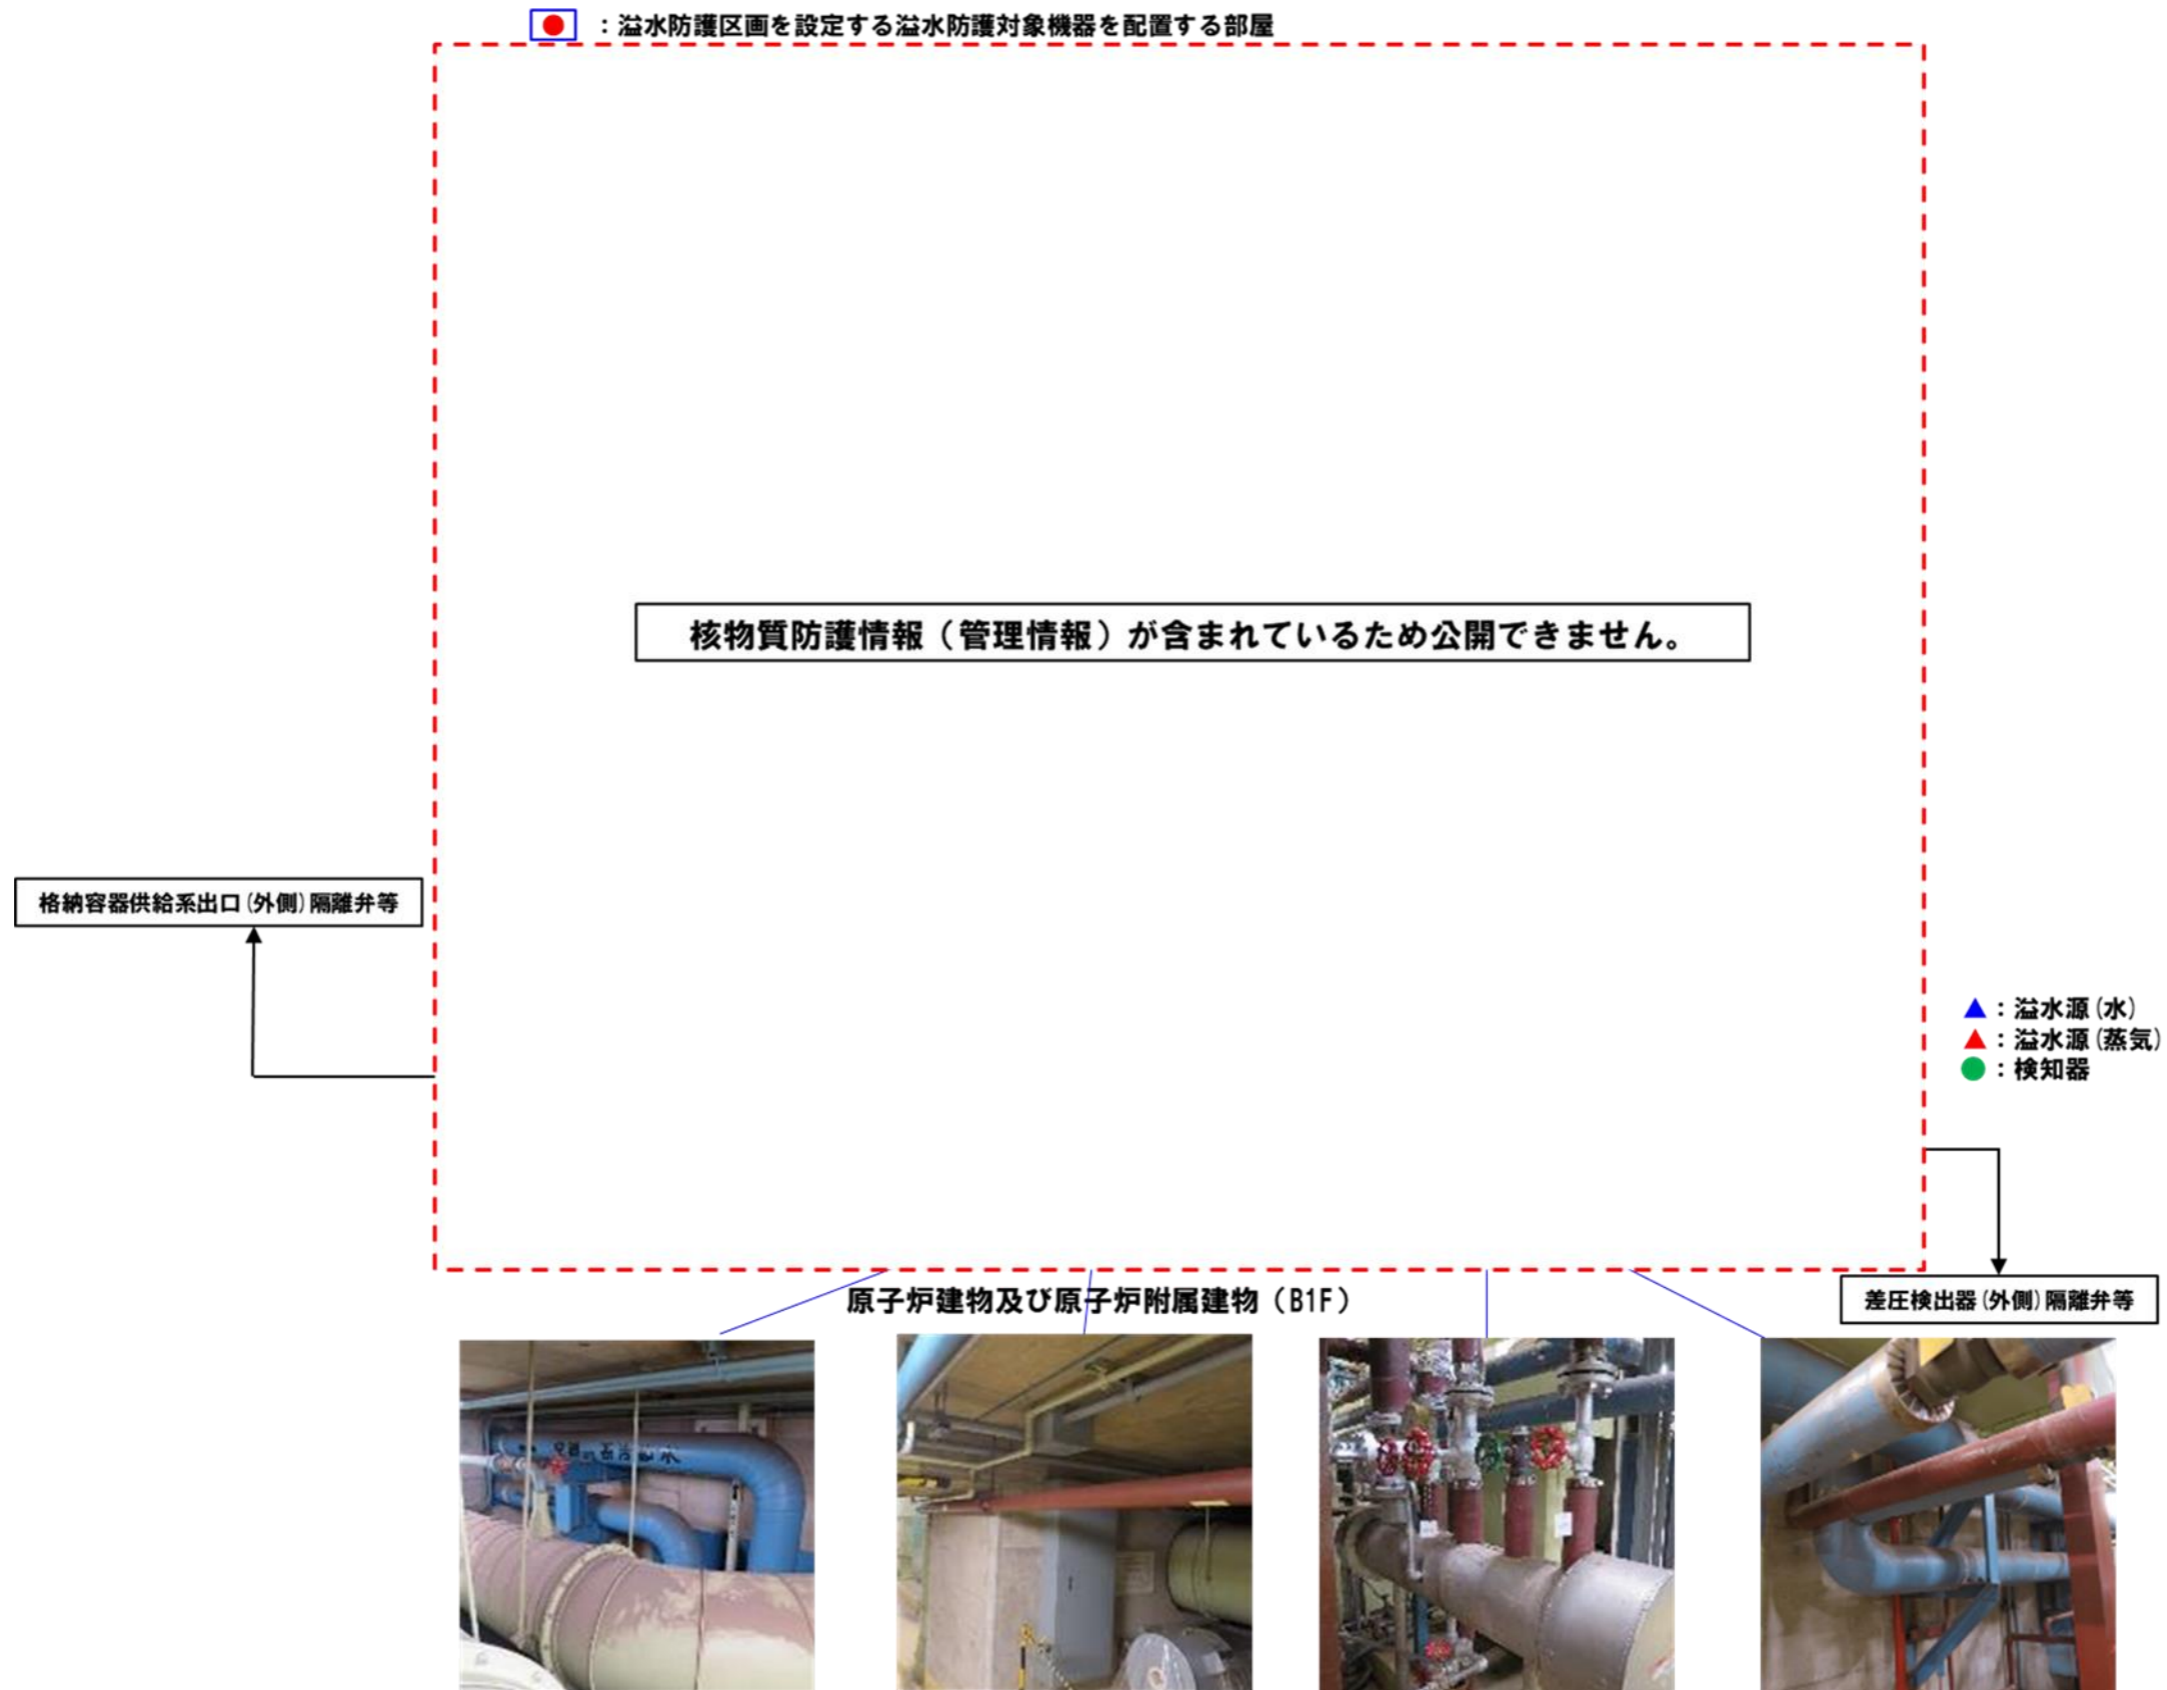 ：溢水防護区画を設定する溢水防護対象機器を配置する部屋
核物質防護情報（管理情報）が含まれているため公開できません。
格納容器供給系出口(外側)隔離弁等
：溢水源(水)
：溢水源(蒸気)
：検知器
原子炉建物及び原子炉附属建物（B1F）
差圧検出器(外側)隔離弁等